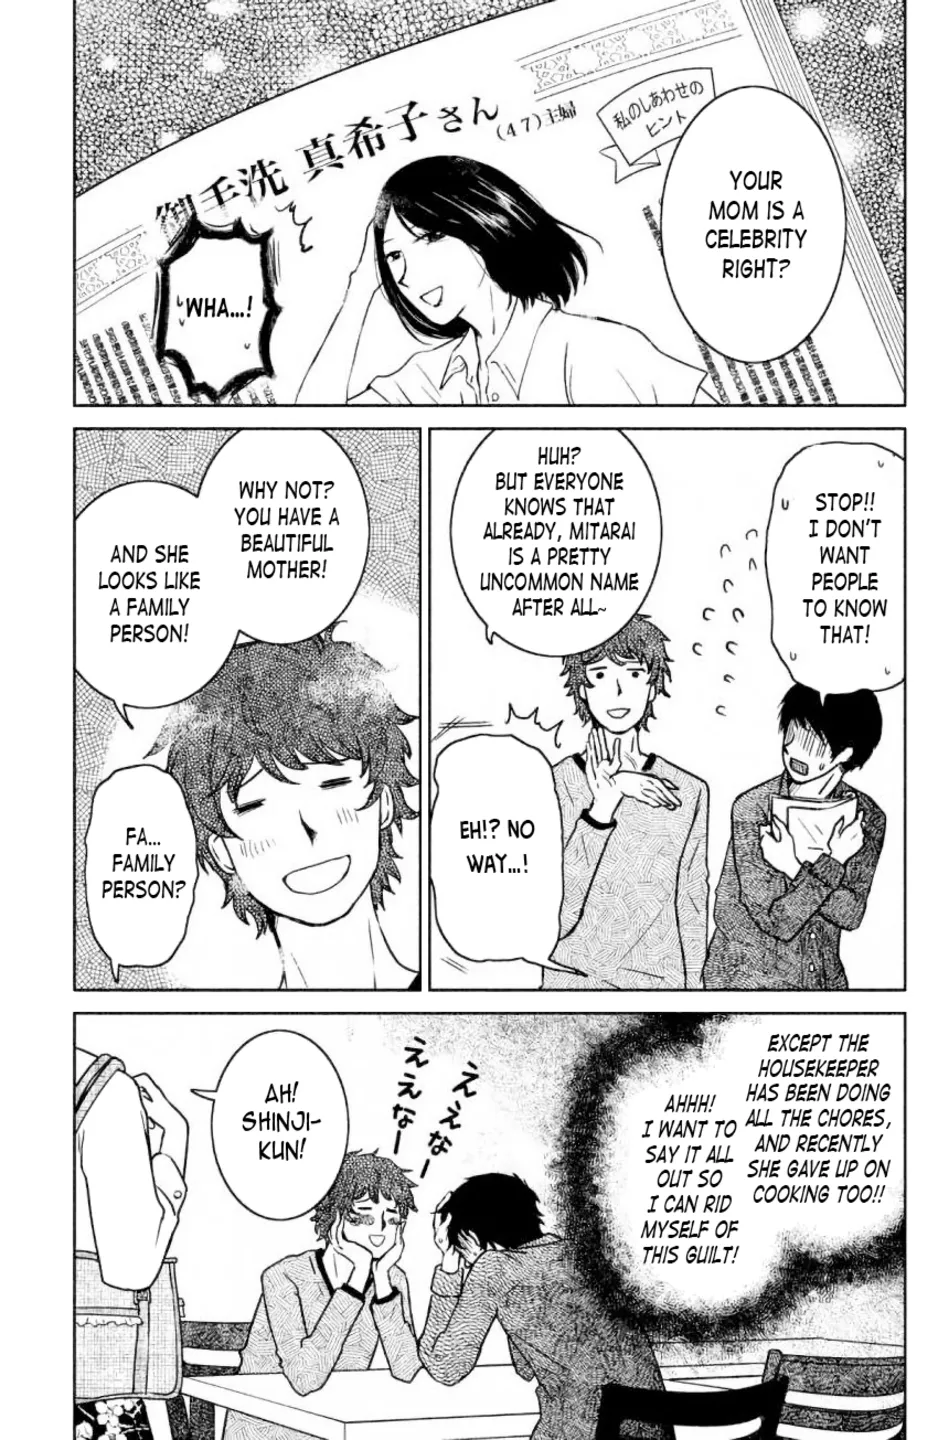 YOUR
MOM IS A
CELEBRITY
RIGHT?
私のしあわせの
ヒント
御手洗 真希子さん
(47)主婦
WHA...!
STOP!!
I DON'T
WANT
PEOPLE
TO KNOW
THAT!
HUH?
BUT EVERYONE
KNOWS THAT
ALREADY, MITARAI
IS A PRETTY
UNCOMMON NAME
AFTER ALL~
EH!? NO
WAY...!
WHY NOT?
YOU HAVE A
BEAUTIFUL
MOTHER!
AND SHE
LOOKS LIKE
A FAMILY
PERSON!
FA...
FAMILY
PERSON?
EXCEPT THE
HOUSEKEEPER
HAS BEEN DOING
ALL THE CHORES,
AND RECENTLY
SHE GAVE UP ON
COOKING TOO!!
AHHH!
I WANT TO
SAY IT ALL
OUT SO
I CAN RID
MYSELF OF
THIS GUILT!
ええなー
ええなー
AH!
SHINJI-
KUN!